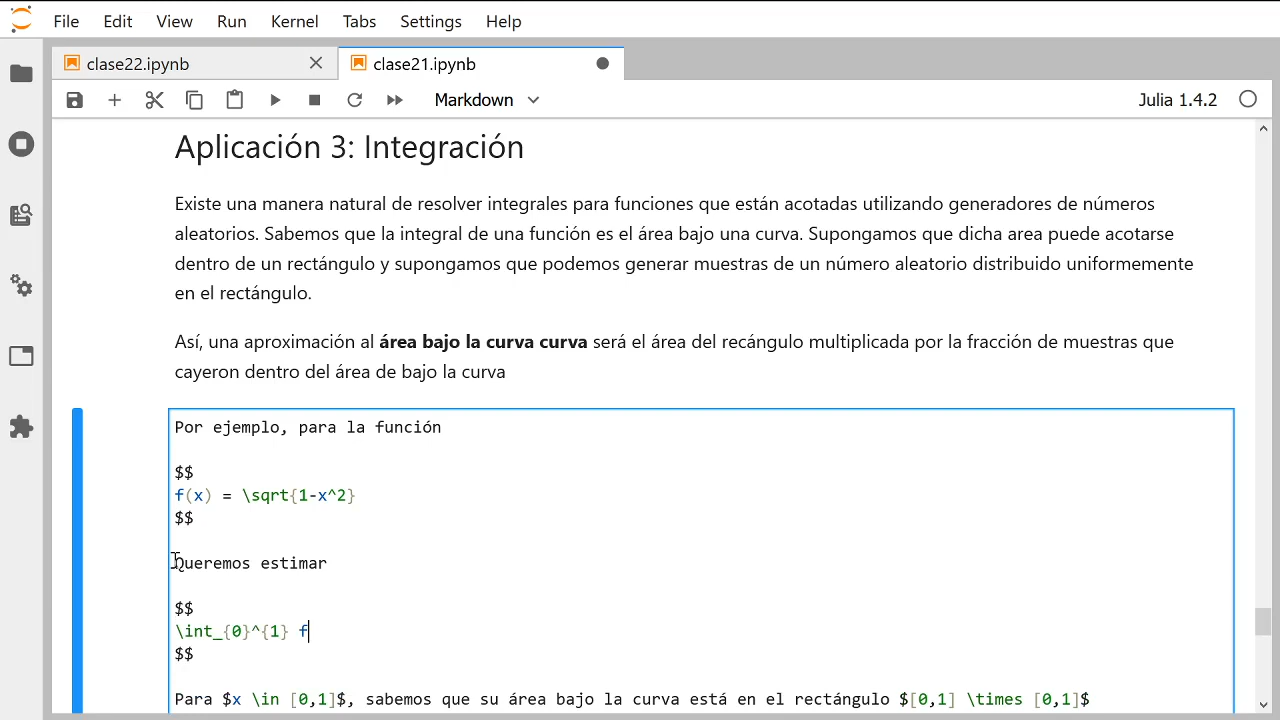 File Edit View Run Kernel Tabs Settings Help
clase22.ipynb clase21.ipynb
Markdown Julia 1.4.2
Aplicación 3: Integración
Existe una manera natural de resolver integrales para funciones que están acotadas utilizando generadores de números
aleatorios. Sabemos que la integral de una función es el área bajo una curva. Supongamos que dicha area puede acotarse
dentro de un rectángulo y supongamos que podemos generar muestras de un número aleatorio distribuido uniformemente
en el rectángulo.
Así, una aproximación al área bajo la curva curva será el área del recángulo multiplicada por la fracción de muestras que
cayeron dentro del área de bajo la curva
Por ejemplo, para la función
$$
f(x) = \sqrt{1-x^2}
$$
Queremos estimar
$$
\int_{0}^{1} f
$$
Para $x \in [0,1]$, sabemos que su área bajo la curva está en el rectángulo $[0,1] \times [0,1]$